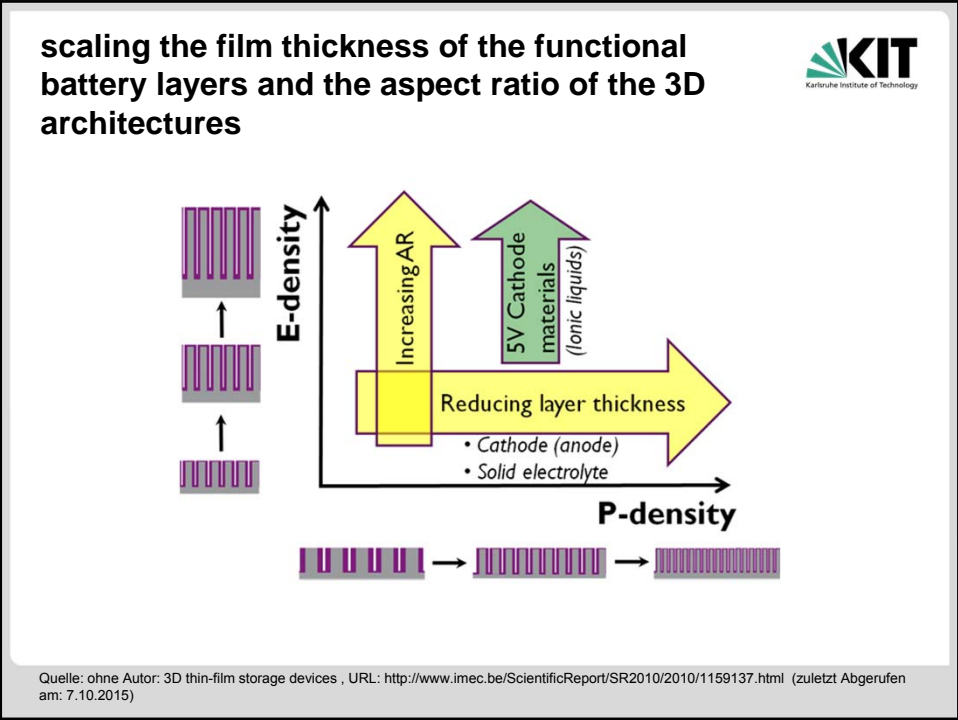 scaling the film thickness of the functional
battery layers and the aspect ratio of the 3D
architectures
KIT
Karlsruhe Institute of Technology
E-density
Increasing AR
5V Cathode
materials
(Ionic liquids)
Reducing layer thickness
• Cathode (anode)
• Solid electrolyte
P-density
Quelle: ohne Autor: 3D thin-film storage devices , URL: http://www.imec.be/ScientificReport/SR2010/2010/1159137.html (zuletzt Abgerufen
am: 7.10.2015)